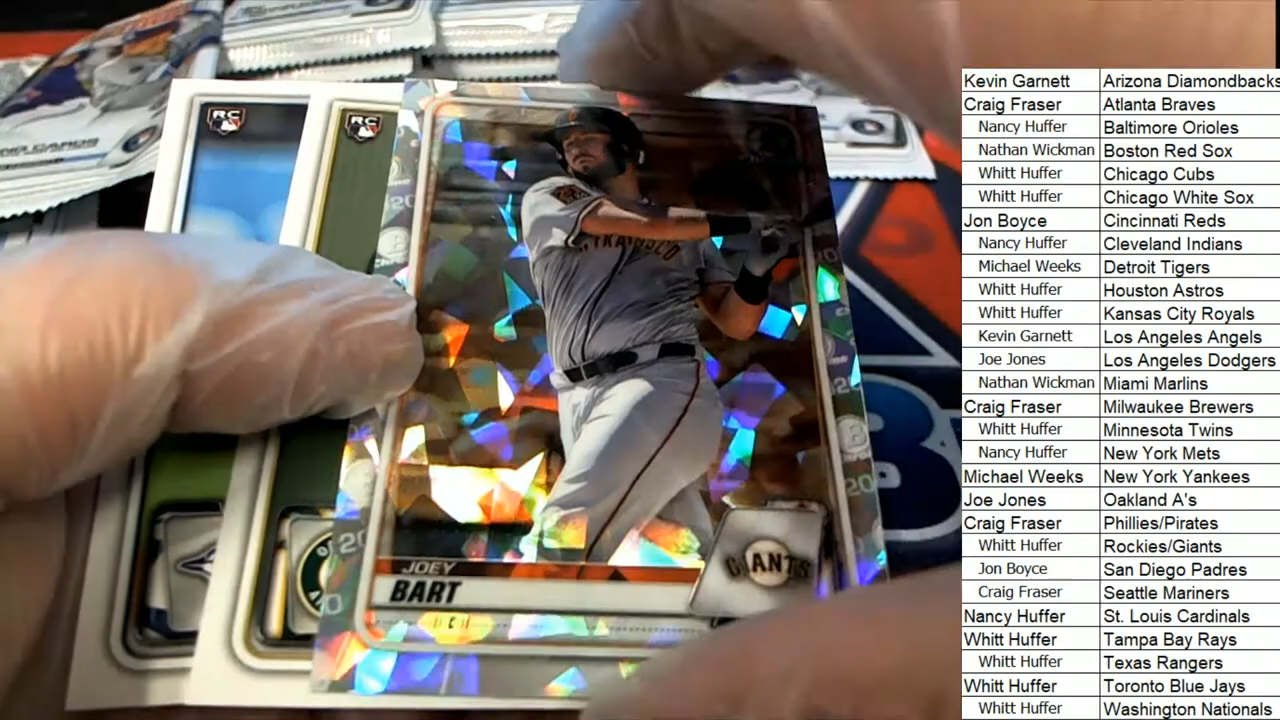 RC
RC
FRANCISCO
JOEY
BART
C
GIANTS
20
20
Kevin Garnett Arizona Diamondbacks
Craig Fraser Atlanta Braves
Nancy Huffer Baltimore Orioles
Nathan Wickman Boston Red Sox
Whitt Huffer Chicago Cubs
Whitt Huffer Chicago White Sox
Jon Boyce Cincinnati Reds
Nancy Huffer Cleveland Indians
Michael Weeks Detroit Tigers
Whitt Huffer Houston Astros
Whitt Huffer Kansas City Royals
Kevin Garnett Los Angeles Angels
Joe Jones Los Angeles Dodgers
Nathan Wickman Miami Marlins
Craig Fraser Milwaukee Brewers
Whitt Huffer Minnesota Twins
Nancy Huffer New York Mets
Michael Weeks New York Yankees
Joe Jones Oakland A's
Craig Fraser Phillies/Pirates
Whitt Huffer Rockies/Giants
Jon Boyce San Diego Padres
Craig Fraser Seattle Mariners
Nancy Huffer St. Louis Cardinals
Whitt Huffer Tampa Bay Rays
Whitt Huffer Texas Rangers
Whitt Huffer Toronto Blue Jays
Whitt Huffer Washington Nationals